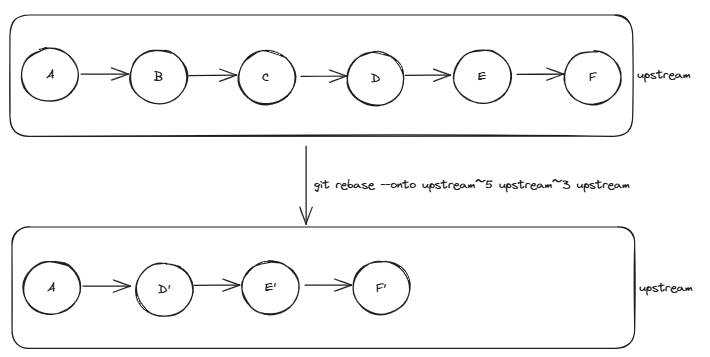 A B C D E F upstream
git rebase --onto upstream~5 upstream~3 upstream
A D' E' F' upstream